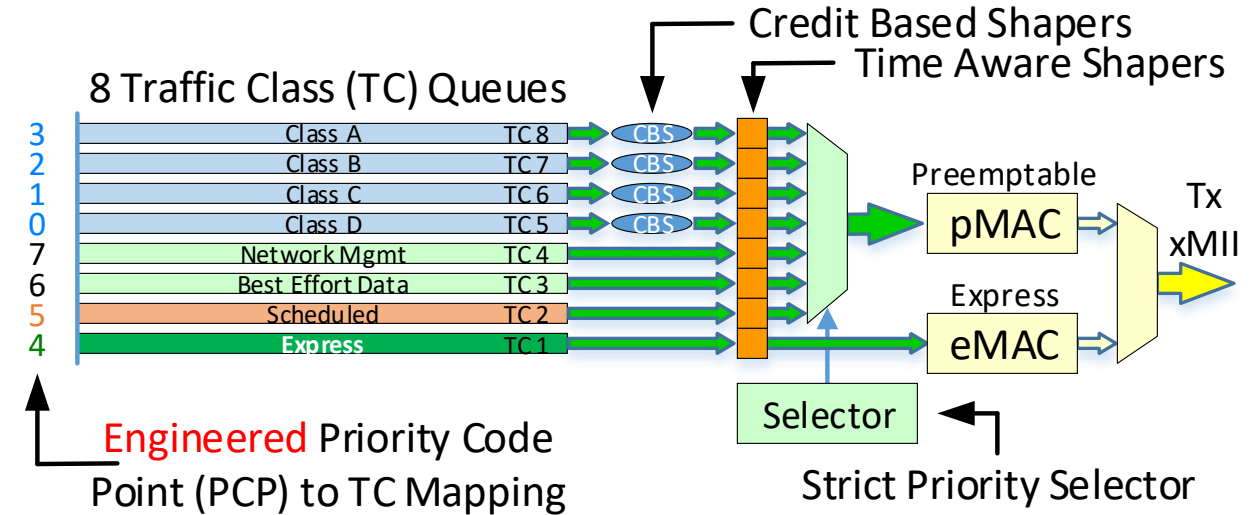 Credit Based Shapers
Time Aware Shapers
8 Traffic Class (TC) Queues
3 Class A TC 8 CBS
2 Class B TC 7 CBS
1 Class C TC 6 CBS
0 Class D TC 5 CBS
7 Network Mgmt TC 4
6 Best Effort Data TC 3
5 Scheduled TC 2
4 Express TC 1
Preemptable
pMAC
Express
eMAC
Tx
xMII
Selector
Strict Priority Selector
Engineered Priority Code
Point (PCP) to TC Mapping